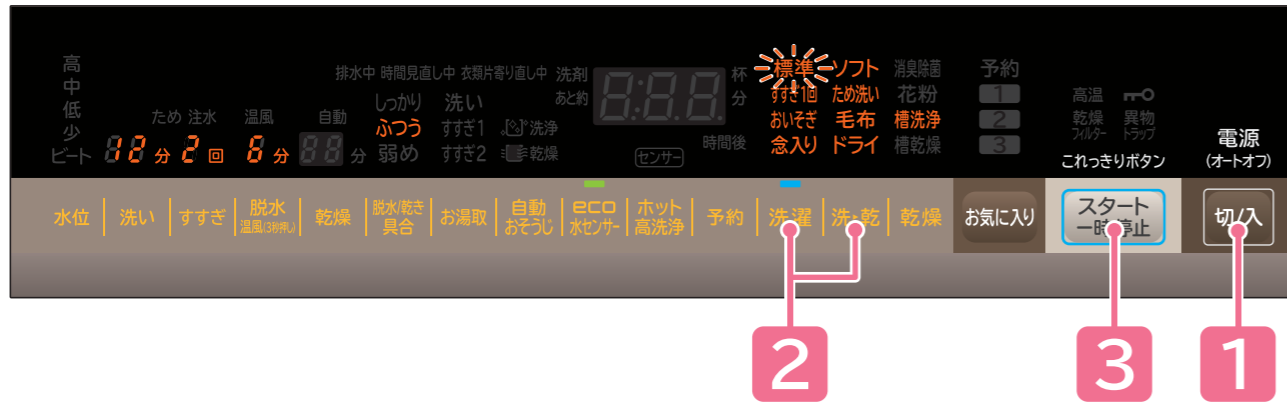 高
中
低
少
ビート
ため 注水
温風
自動
12 分 2 回 6 分 88 分
排水中 時間見直し中 衣類片寄り直し中
しっかり
ふつう
弱め
洗い
すすぎ1
すすぎ2
洗浄
乾燥
洗剤
あと約
8:8.8.
杯
分
時間後
センサー
標準 ソフト 消臭除菌
すすぎ1回 ため洗い 花粉
おいそぎ 毛布 槽洗浄
念入り ドライ 槽乾燥
予約
1
2
3
高温
乾燥
フィルター
異物
トラップ
これっきりボタン
電源
(オートオフ)
水位
洗い
すすぎ
脱水
温風(3秒押し)
乾燥
脱水/乾き
具合
お湯取
自動
おそうじ
eco
水センサー
ホット
高洗浄
予約
洗濯
洗・乾
乾燥
お気に入り
スタート
一時停止
切/入
2
3
1